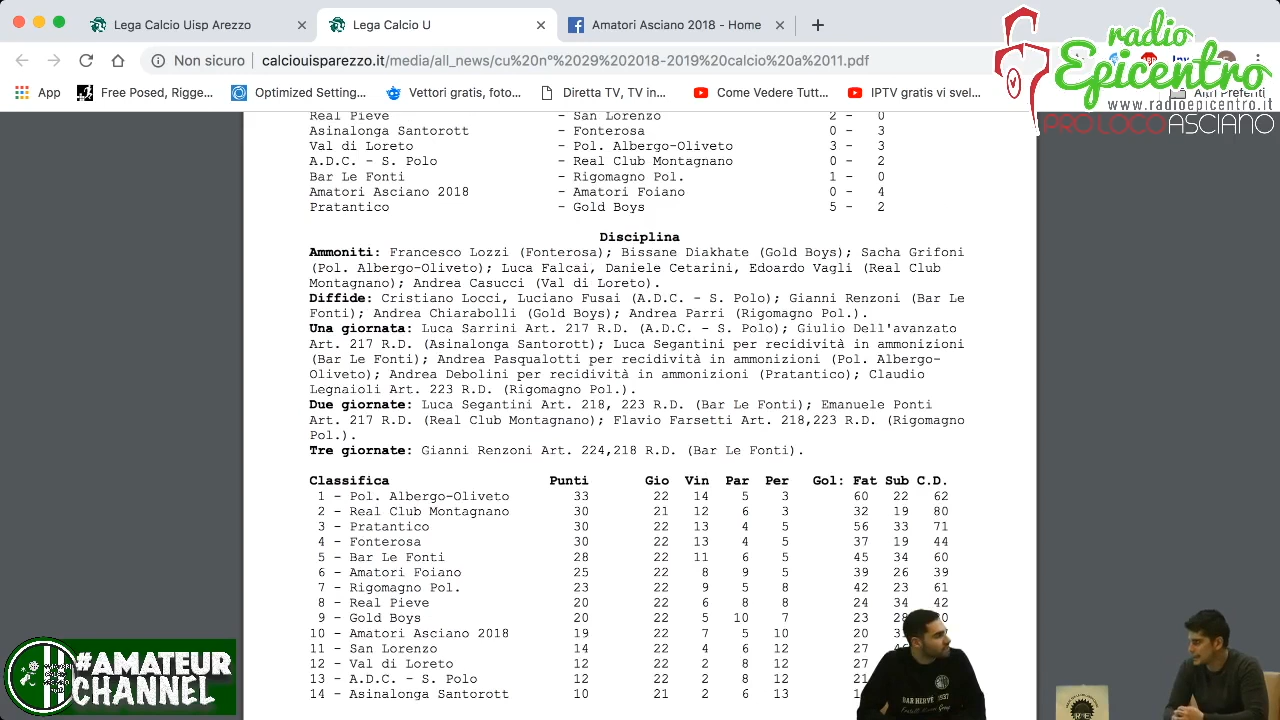 Lega Calcio Uisp Arezzo
Lega Calcio U
Amatori Asciano 2018 - Home
Non sicuro
calciouisparezzo.it/media/all_news/cu%20n°%2029%202018-2019%20calcio%20a%2011.pdf
App
Free Posed, Rigge...
Optimized Setting...
Vettori gratis, foto...
Diretta TV, TV in...
Come Vedere Tutt...
IPTV gratis vi svel...
Altri Preferiti
radio
Epicentro
www.radioepicentro.it
PRO LOCO ASCIANO
Real Pieve - San Lorenzo 2 - 0
Asinalonga Santorott - Fonterosa 0 - 3
Val di Loreto - Pol. Albergo-Oliveto 3 - 3
A.D.C. - S. Polo - Real Club Montagnano 0 - 2
Bar Le Fonti - Rigomagno Pol. 1 - 0
Amatori Asciano 2018 - Amatori Foiano 0 - 4
Pratantico - Gold Boys 5 - 2
Disciplina
Ammoniti: Francesco Lozzi (Fonterosa); Bissane Diakhate (Gold Boys); Sacha Grifoni
(Pol. Albergo-Oliveto); Luca Falcai, Daniele Cetarini, Edoardo Vagli (Real Club
Montagnano); Andrea Casucci (Val di Loreto).
Diffide: Cristiano Locci, Luciano Fusai (A.D.C. - S. Polo); Gianni Renzoni (Bar Le
Fonti); Andrea Chiarabolli (Gold Boys); Andrea Parri (Rigomagno Pol.).
Una giornata: Luca Sarrini Art. 217 R.D. (A.D.C. - S. Polo); Giulio Dell'avanzato
Art. 217 R.D. (Asinalonga Santorott); Luca Segantini per recidività in ammonizioni
(Bar Le Fonti); Andrea Pasqualotti per recidività in ammonizioni (Pol. Albergo-
Oliveto); Andrea Debolini per recidività in ammonizioni (Pratantico); Claudio
Legnaioli Art. 223 R.D. (Rigomagno Pol.).
Due giornate: Luca Segantini Art. 218, 223 R.D. (Bar Le Fonti); Emanuele Ponti
Art. 217 R.D. (Real Club Montagnano); Flavio Farsetti Art. 218,223 R.D. (Rigomagno
Pol.).
Tre giornate: Gianni Renzoni Art. 224,218 R.D. (Bar Le Fonti).
Classifica Punti Gio Vin Par Per Gol: Fat Sub C.D.
1 - Pol. Albergo-Oliveto 33 22 14 5 3 60 22 62
2 - Real Club Montagnano 30 21 12 6 3 32 19 80
3 - Pratantico 30 22 13 4 5 56 33 71
4 - Fonterosa 30 22 13 4 5 37 19 44
5 - Bar Le Fonti 28 22 11 6 5 45 34 60
6 - Amatori Foiano 25 22 8 9 5 39 26 39
7 - Rigomagno Pol. 23 22 9 5 8 42 23 61
8 - Real Pieve 20 22 6 8 8 24 34 42
9 - Gold Boys 20 22 5 10 7 23
10 - Amatori Asciano 2018 19 22 7 5 10 20
11 - San Lorenzo 14 22 4 6 12 27
12 - Val di Loreto 12 22 2 8 12 27
13 - A.D.C. - S. Polo 12 22 2 8 12 21
14 - Asinalonga Santorott 10 21 2 6 13
#AMATEUR
CHANNEL
BAR HERVÉ 1937